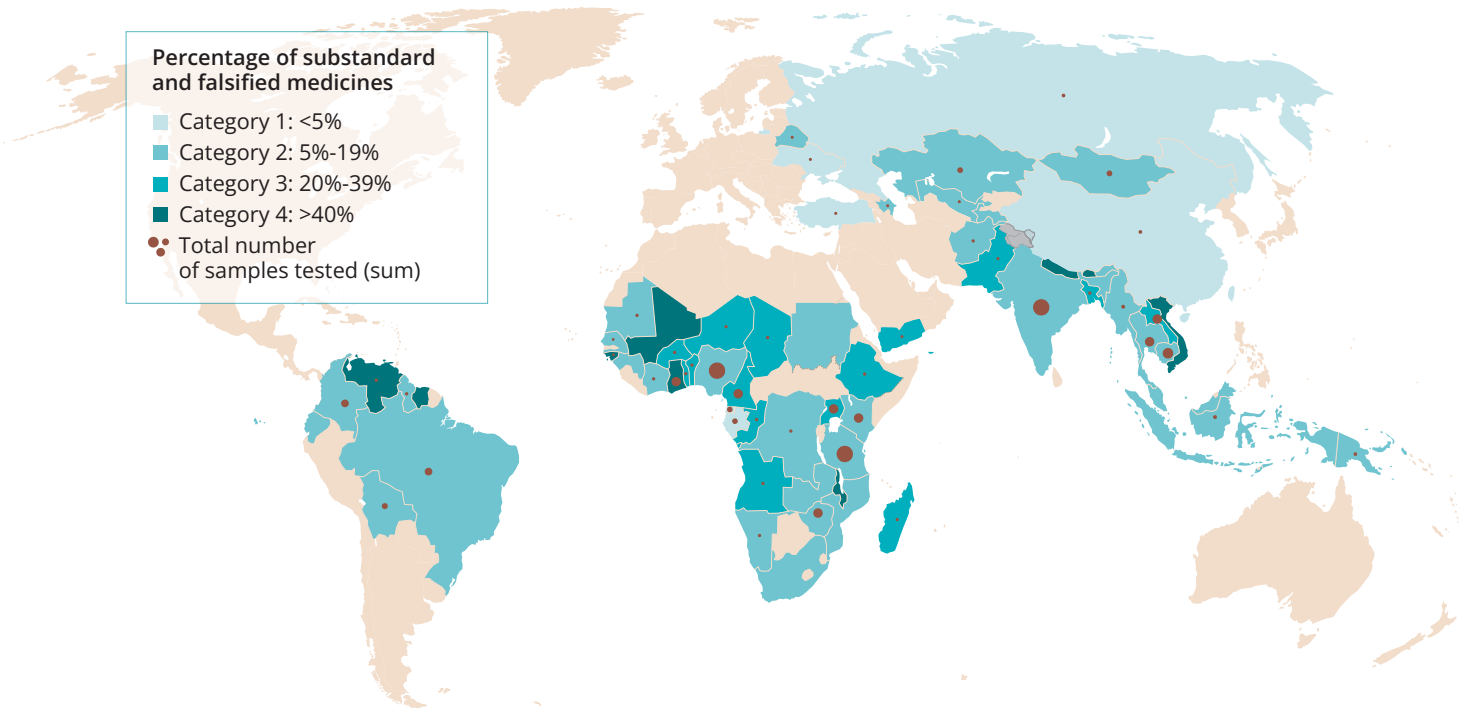 Percentage of substandard
and falsified medicines
Category 1: <5%
Category 2: 5%-19%
Category 3: 20%-39%
Category 4: >40%
Total number
of samples tested (sum)